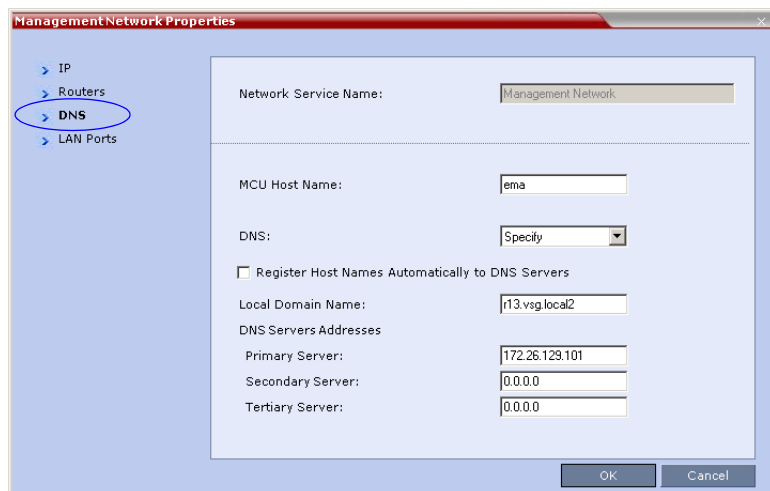 Management Network Properties
IP
Routers
DNS
LAN Ports
Network Service Name: Management Network
MCU Host Name: ema
DNS: Specify
Register Host Names Automatically to DNS Servers
Local Domain Name: r13.vsg.local2
DNS Servers Addresses
Primary Server: 172.26.129.101
Secondary Server: 0.0.0.0
Tertiary Server: 0.0.0.0
OK Cancel